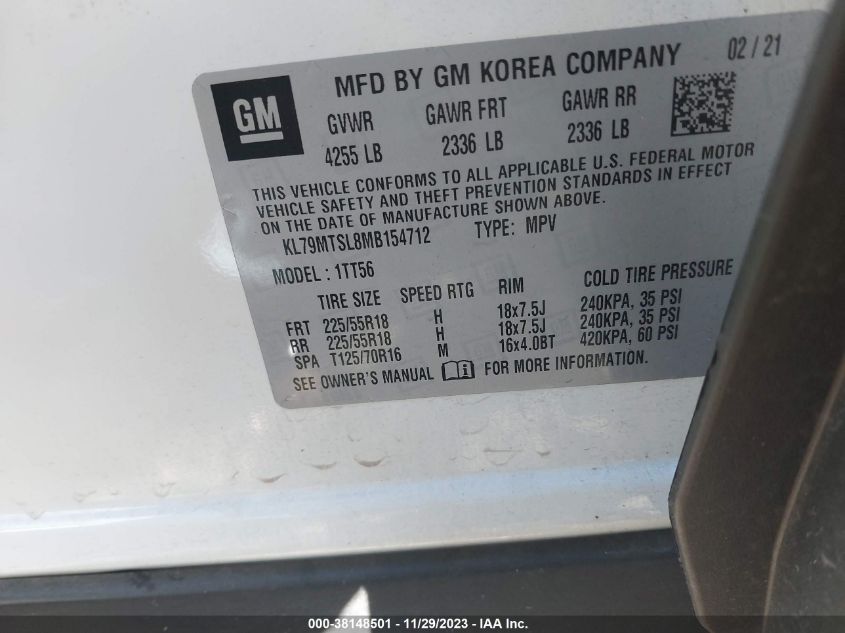 MFD BY GM KOREA COMPANY 02 / 21
GM
GVWR GAWR FRT GAWR RR
4255 LB 2336 LB 2336 LB
THIS VEHICLE CONFORMS TO ALL APPLICABLE U.S. FEDERAL MOTOR
VEHICLE SAFETY AND THEFT PREVENTION STANDARDS IN EFFECT
ON THE DATE OF MANUFACTURE SHOWN ABOVE.
KL79MTSL8MB154712 TYPE: MPV
MODEL : 1TT56
TIRE SIZE SPEED RTG RIM COLD TIRE PRESSURE
FRT 225/55R18 H 18x7.5J 240KPA, 35 PSI
RR 225/55R18 H 18x7.5J 240KPA, 35 PSI
SPA T125/70R16 M 16x4.0BT 420KPA, 60 PSI
SEE OWNER'S MANUAL i FOR MORE INFORMATION.
000-38148501 - 11/29/2023 - IAA Inc.